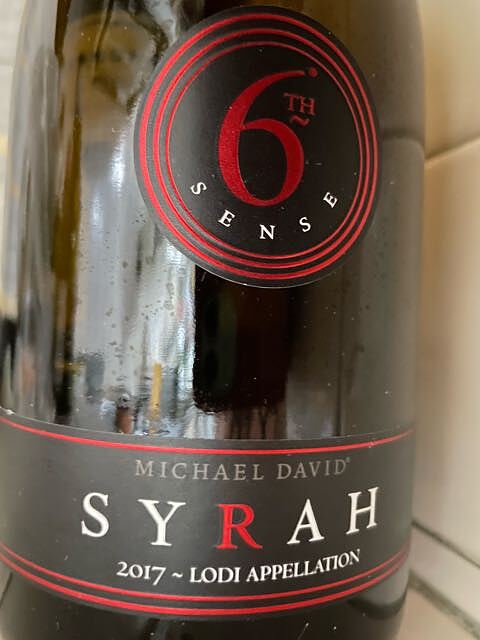 6TH
SENSE
MICHAEL DAVID®
SYRAH
2017 ~ LODI APPELLATION